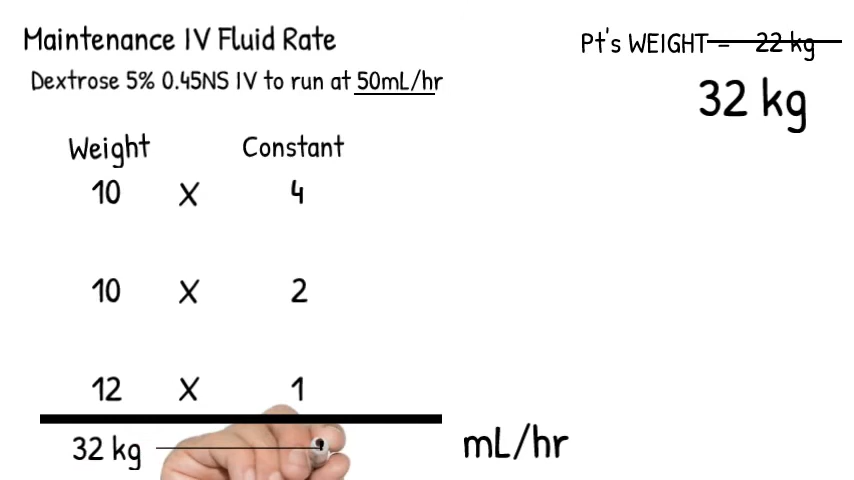 Maintenance IV Fluid Rate
Pt's WEIGHT = 22 kg
Dextrose 5% 0.45NS IV to run at 50mL/hr
32 kg
Weight Constant
10 X 4
10 X 2
12 X 1
32 kg mL/hr